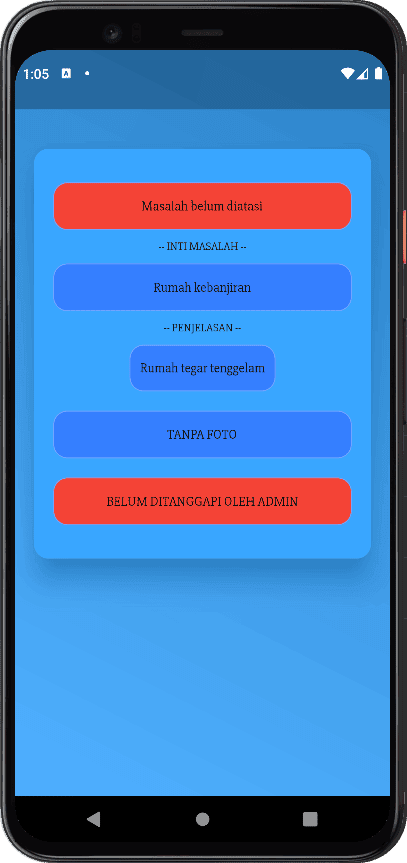 1:05
A
Masalah belum diatasi
-- INTI MASALAH --
Rumah kebanjiran
-- PENJELASAN --
Rumah tegar tenggelam
TANPA FOTO
BELUM DITANGGAPI OLEH ADMIN